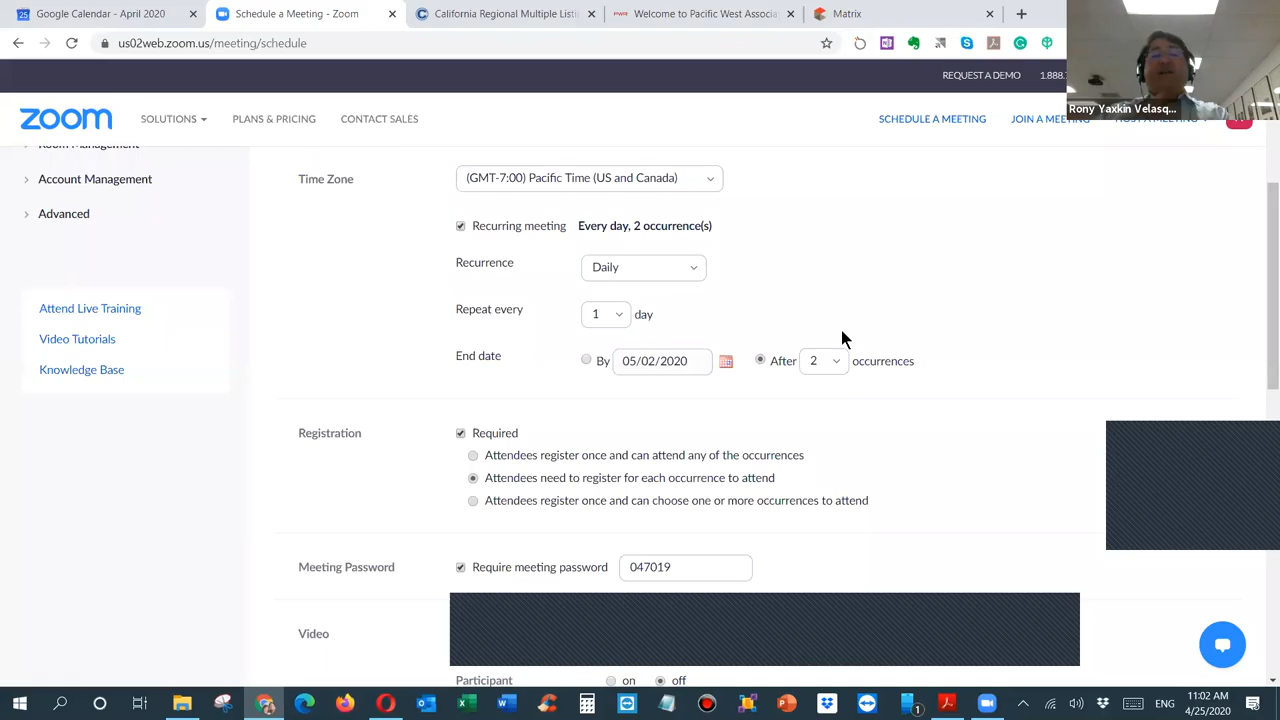 Google Calendar - April 2020
Schedule a Meeting - Zoom
California Regional Multiple Listi
Welcome to Pacific West Associa
Matrix
us02web.zoom.us/meeting/schedule
REQUEST A DEMO
1.888.
Rony Yaxkin Velasq...
zoom
SOLUTIONS
PLANS & PRICING
CONTACT SALES
SCHEDULE A MEETING
JOIN A MEETING
Room Management
Account Management
Advanced
Attend Live Training
Video Tutorials
Knowledge Base
Time Zone
(GMT-7:00) Pacific Time (US and Canada)
Recurring meeting Every day, 2 occurrence(s)
Recurrence Daily
Repeat every 1 day
End date By 05/02/2020 After 2 occurrences
Registration Required
Attendees register once and can attend any of the occurrences
Attendees need to register for each occurrence to attend
Attendees register once and can choose one or more occurrences to attend
Meeting Password Require meeting password 047019
Video
Participant on off
ENG
11:02 AM
4/25/2020